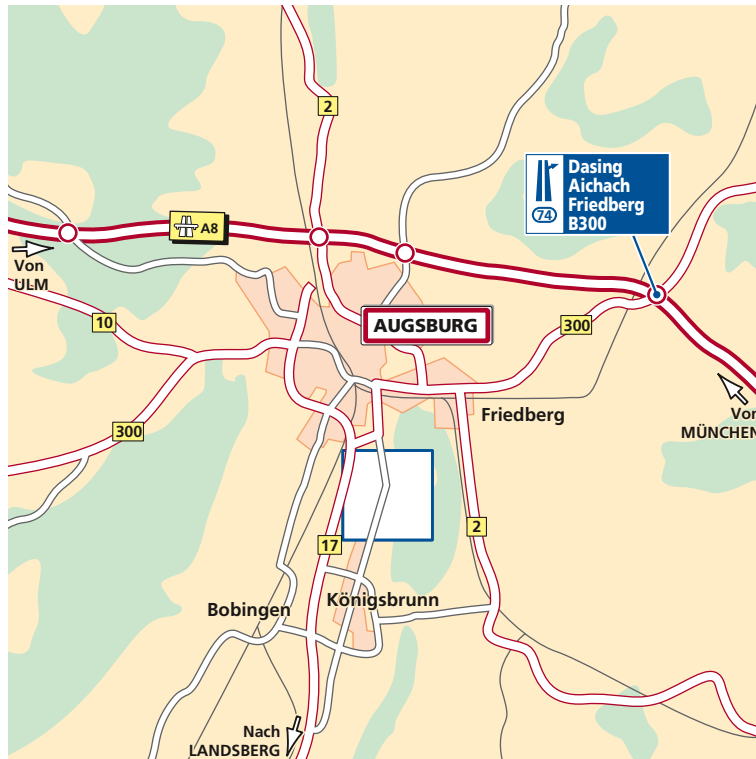 2
Dasing
Aichach
Friedberg
B300
74
A8
Von
ULM
10
AUGSBURG
300
Von
MÜNCHEN
Friedberg
300
17
2
Bobingen
Königsbrunn
Nach
LANDSBERG